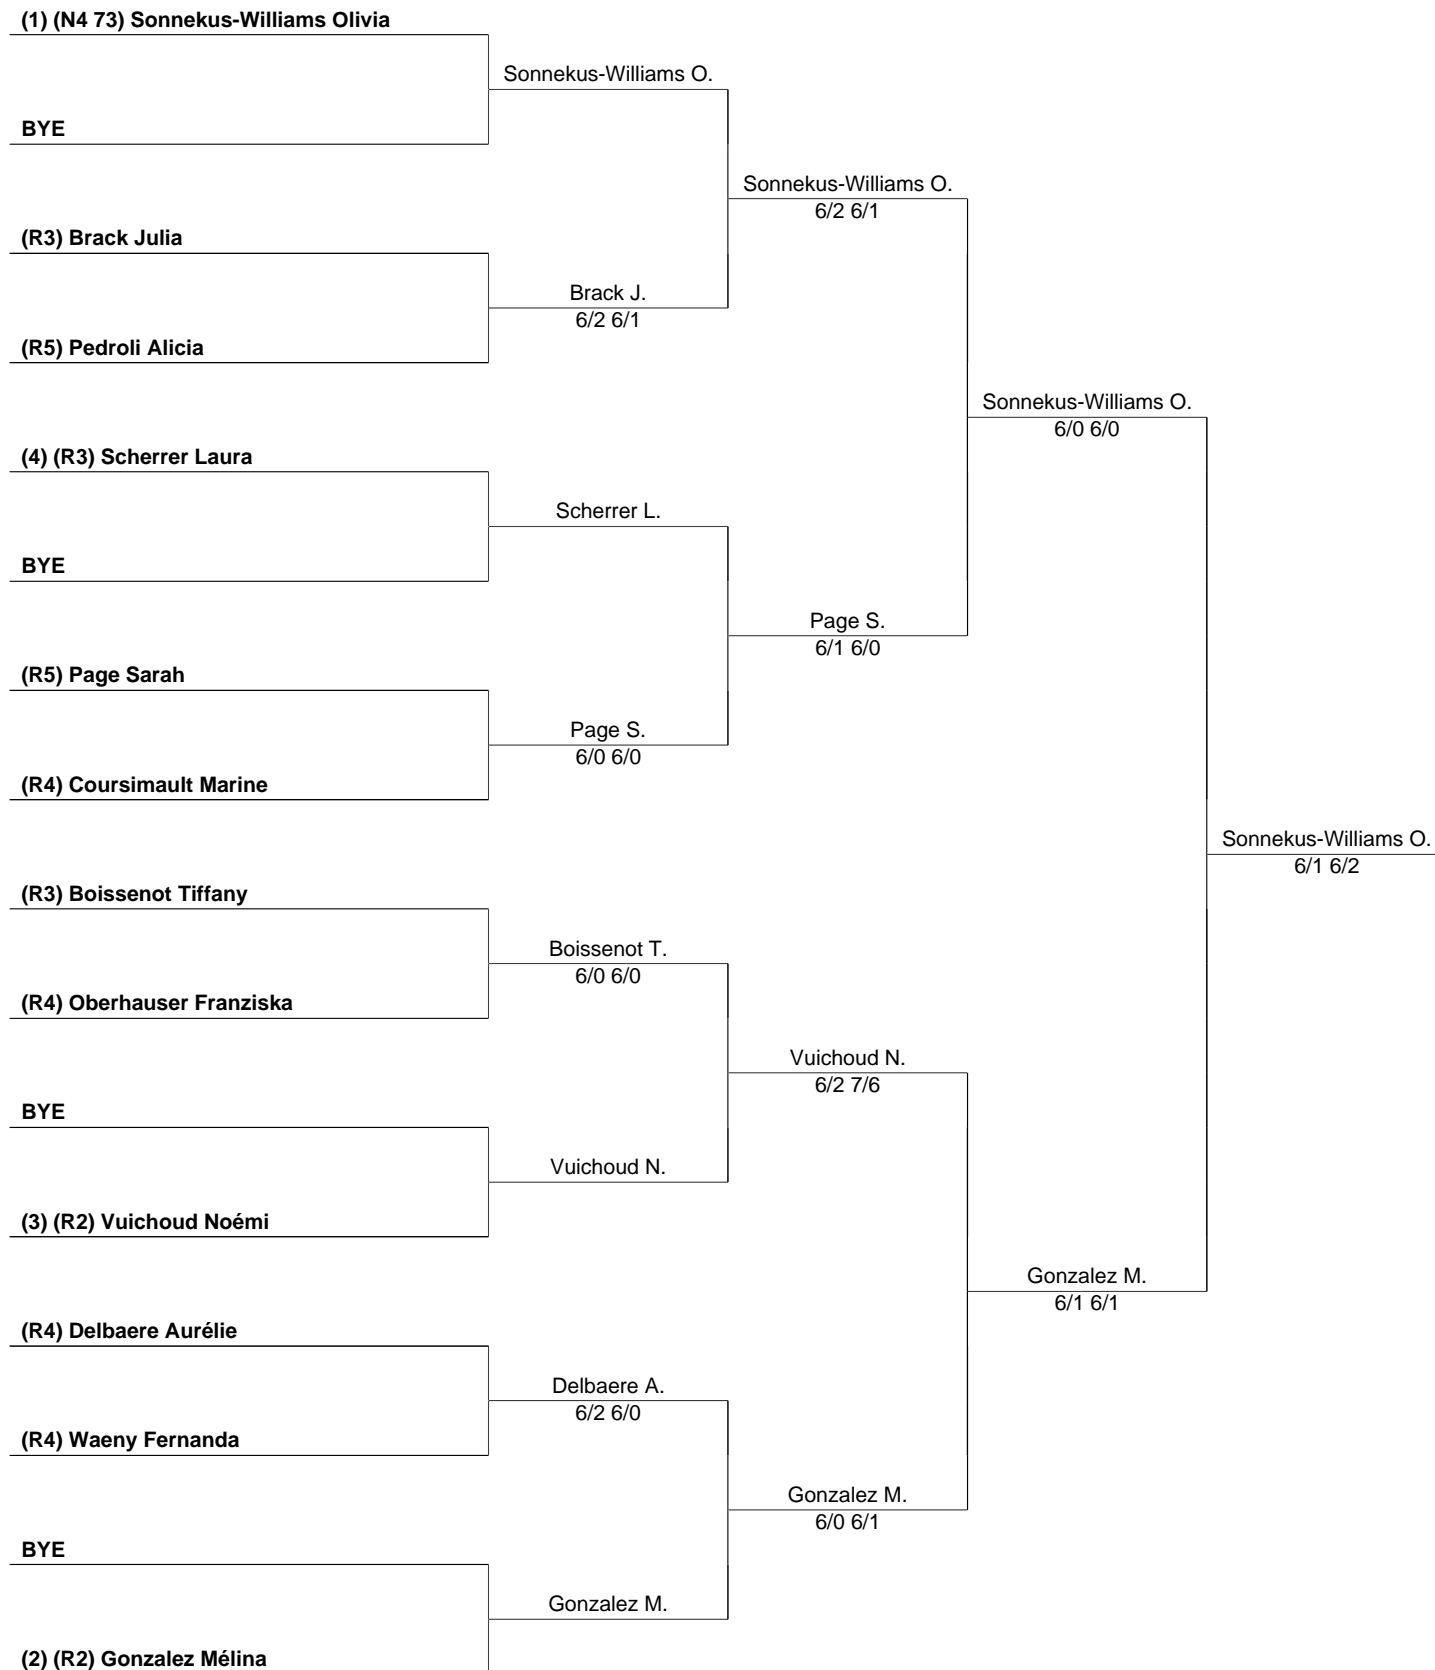 (1) (N4 73) Sonnekus-Williams Olivia
Sonnekus-Williams O.
BYE
Sonnekus-Williams O.
6/2 6/1
(R3) Brack Julia
Brack J.
6/2 6/1
(R5) Pedroli Alicia
Sonnekus-Williams O.
6/0 6/0
(4) (R3) Scherrer Laura
Scherrer L.
BYE
Page S.
6/1 6/0
(R5) Page Sarah
Page S.
6/0 6/0
(R4) Coursimault Marine
Sonnekus-Williams O.
6/1 6/2
(R3) Boissenot Tiffany
Boissenot T.
6/0 6/0
(R4) Oberhauser Franziska
Vuichoud N.
6/2 7/6
BYE
Vuichoud N.
(3) (R2) Vuichoud Noémi
Gonzalez M.
6/1 6/1
(R4) Delbaere Aurélie
Delbaere A.
6/2 6/0
(R4) Waeny Fernanda
Gonzalez M.
6/0 6/1
BYE
Gonzalez M.
(2) (R2) Gonzalez Mélina